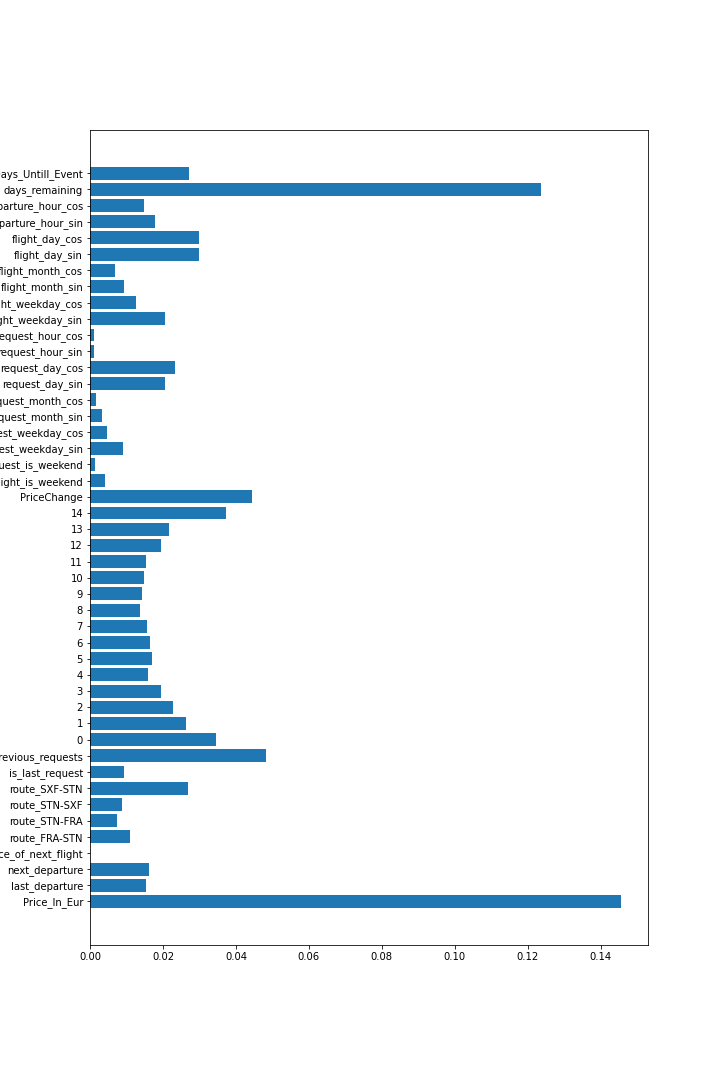 ays_Untill_Event
days_remaining
parture_hour_cos
parture_hour_sin
flight_day_cos
flight_day_sin
flight_month_cos
flight_month_sin
ht_weekday_cos
ght_weekday_sin
equest_hour_cos
request_hour_sin
request_day_cos
request_day_sin
quest_month_cos
quest_month_sin
est_weekday_cos
est_weekday_sin
uest_is_weekend
light_is_weekend
PriceChange
14
13
12
11
10
9
8
7
6
5
4
3
2
1
0
revious_requests
is_last_request
route_SXF-STN
route_STN-SXF
route_STN-FRA
route_FRA-STN
ce_of_next_flight
next_departure
last_departure
Price_In_Eur
0.00 0.02 0.04 0.06 0.08 0.10 0.12 0.14